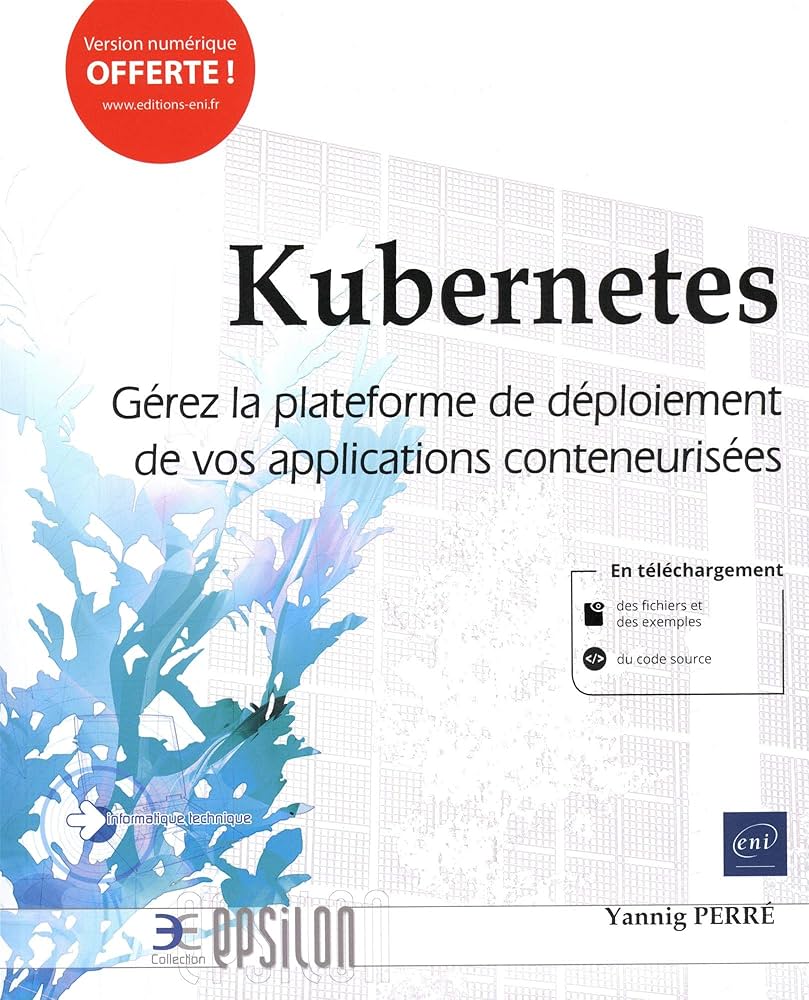 Version numérique
OFFERTE !
www.editions-eni.fr
Kubernetes
Gérez la plateforme de déploiement
de vos applications conteneurisées
En téléchargement
des fichiers et
des exemples
</>
du code source
informatique technique
eni
Yannig PERRÉ
Collection
epsilon
epsilon